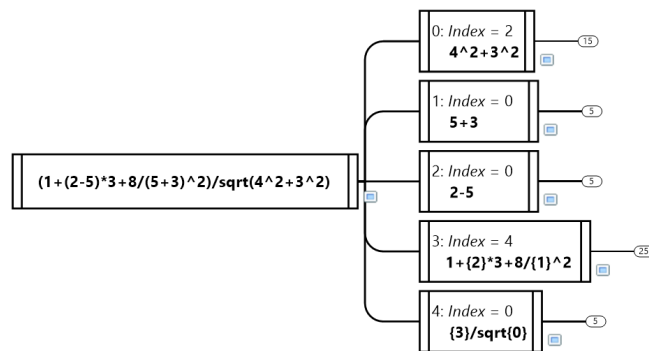 0: Index = 2
4^2+3^2
15
1: Index = 0
5+3
5
(1+(2-5)*3+8/(5+3)^2)/sqrt(4^2+3^2)
2: Index = 0
2-5
5
3: Index = 4
1+{2}*3+8/{1}^2
25
4: Index = 0
{3}/sqrt{0}
5